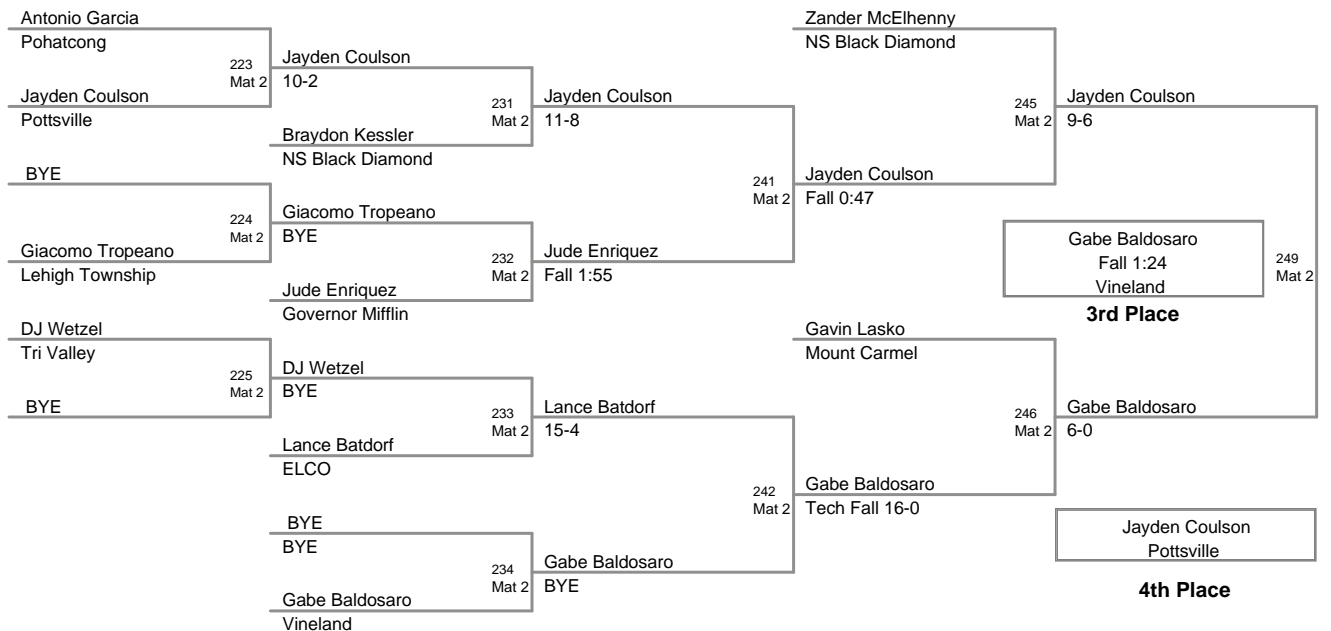 Antonio Garcia
Pohatcong
223
Mat 2
Jayden Coulson
Pottsville
BYE
224
Mat 2
Giacomo Tropeano
Lehigh Township
DJ Wetzel
Tri Valley
225
Mat 2
BYE
Jayden Coulson
10-2
231
Mat 2
Braydon Kessler
NS Black Diamond
Giacomo Tropeano
BYE
232
Mat 2
Jude Enriquez
Governor Mifflin
DJ Wetzel
BYE
233
Mat 2
Lance Batdorf
ELCO
BYE
BYE
234
Mat 2
Gabe Baldosaro
Vineland
Jayden Coulson
11-8
241
Mat 2
Jude Enriquez
Fall 1:55
Lance Batdorf
15-4
242
Mat 2
Gabe Baldosaro
BYE
Zander McElhenny
NS Black Diamond
245
Mat 2
Jayden Coulson
Fall 0:47
Gavin Lasko
Mount Carmel
246
Mat 2
Gabe Baldosaro
Tech Fall 16-0
Jayden Coulson
9-6
249
Mat 2
Gabe Baldosaro
6-0
Gabe Baldosaro
Fall 1:24
Vineland
3rd Place
Jayden Coulson
Pottsville
4th Place